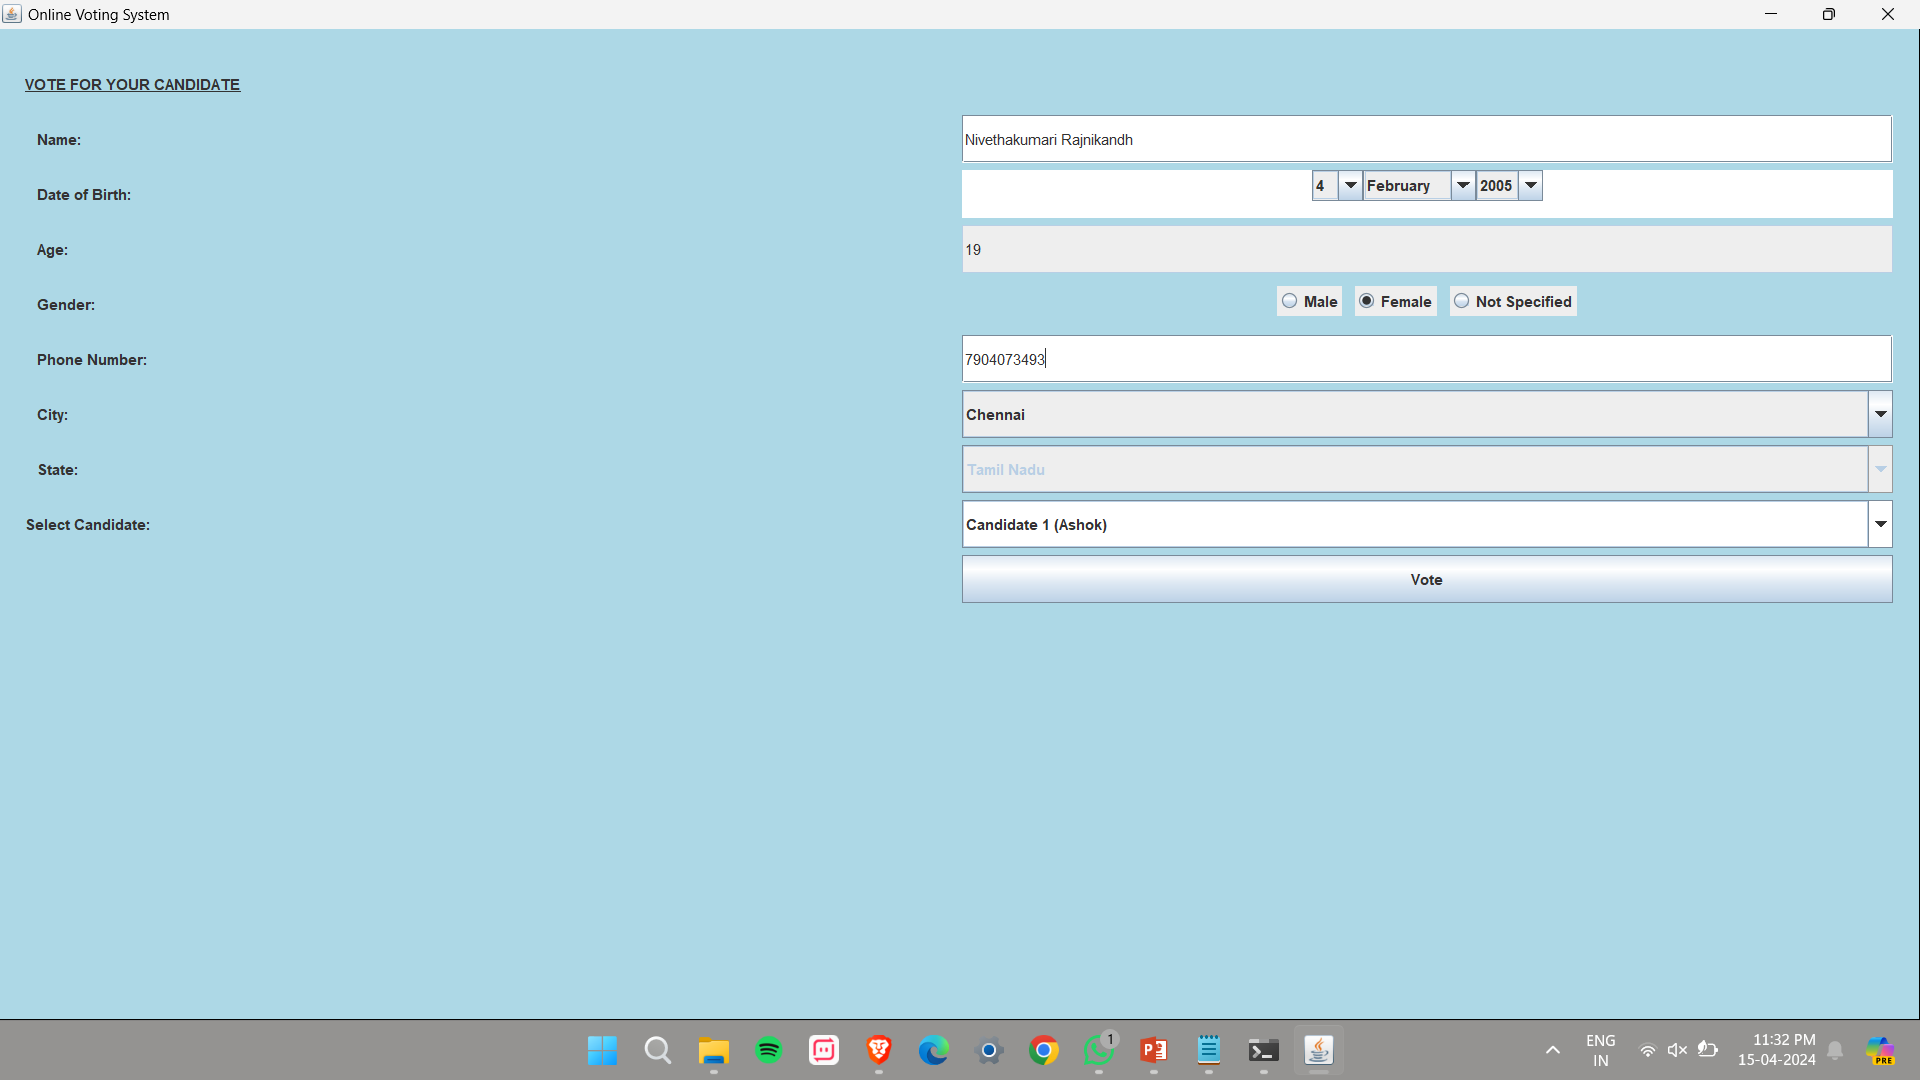 Online Voting System
VOTE FOR YOUR CANDIDATE
Name: Nivethakumari Rajnikandh
Date of Birth: 4 February 2005
Age: 19
Gender: Male Female Not Specified
Phone Number: 7904073493
City: Chennai
State: Tamil Nadu
Select Candidate: Candidate 1 (Ashok)
Vote
1
ENG
IN
11:32 PM
15-04-2024
PRE